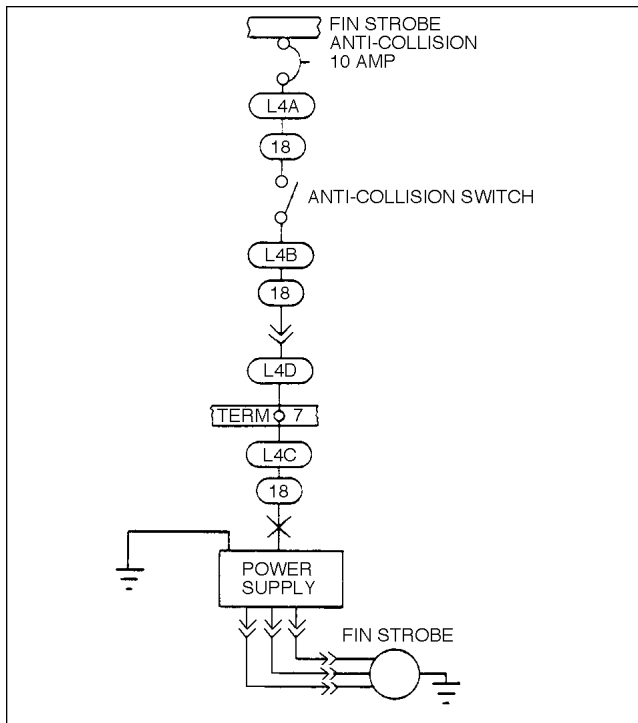 FIN STROBE
ANTI-COLLISION
10 AMP
L4A
18
ANTI-COLLISION SWITCH
L4B
18
L4D
TERM 7
L4C
18
POWER
SUPPLY
FIN STROBE